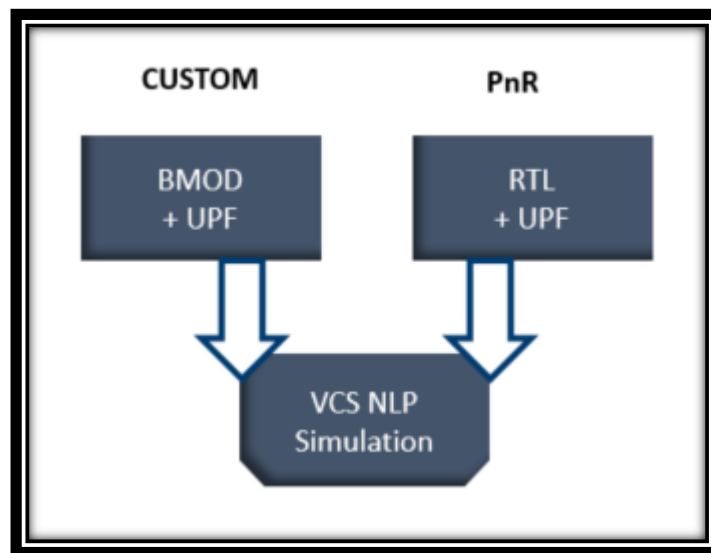 CUSTOM
PnR
BMOD
+ UPF
RTL
+ UPF
VCS NLP
Simulation